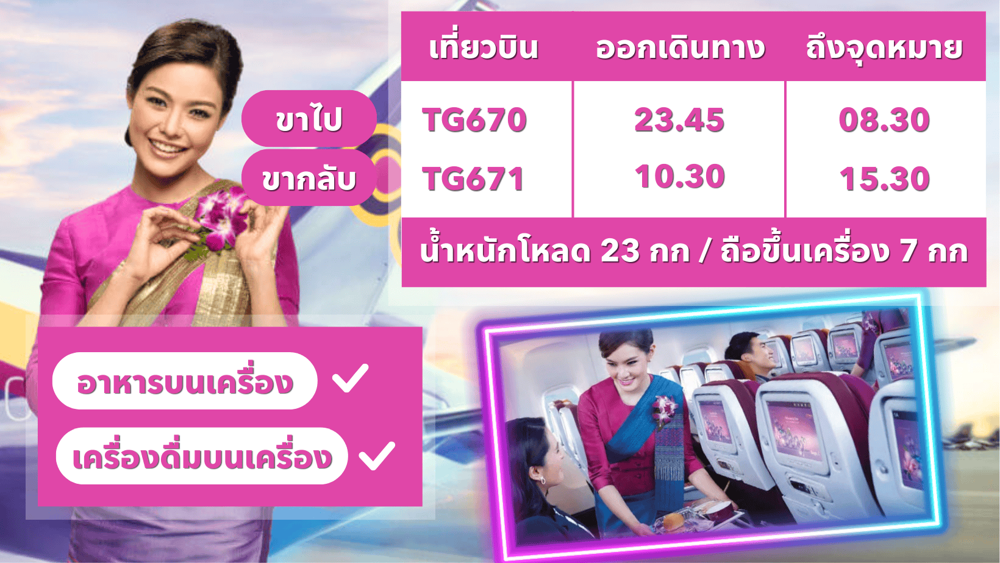 เที่ยวบิน ออกเดินทาง ถึงจุดหมาย
ขาไป TG670 23.45 08.30
ขากลับ TG671 10.30 15.30
น้ำหนักโหลด 23 กก / ถือขึ้นเครื่อง 7 กก
อาหารบนเครื่อง
เครื่องดื่มบนเครื่อง